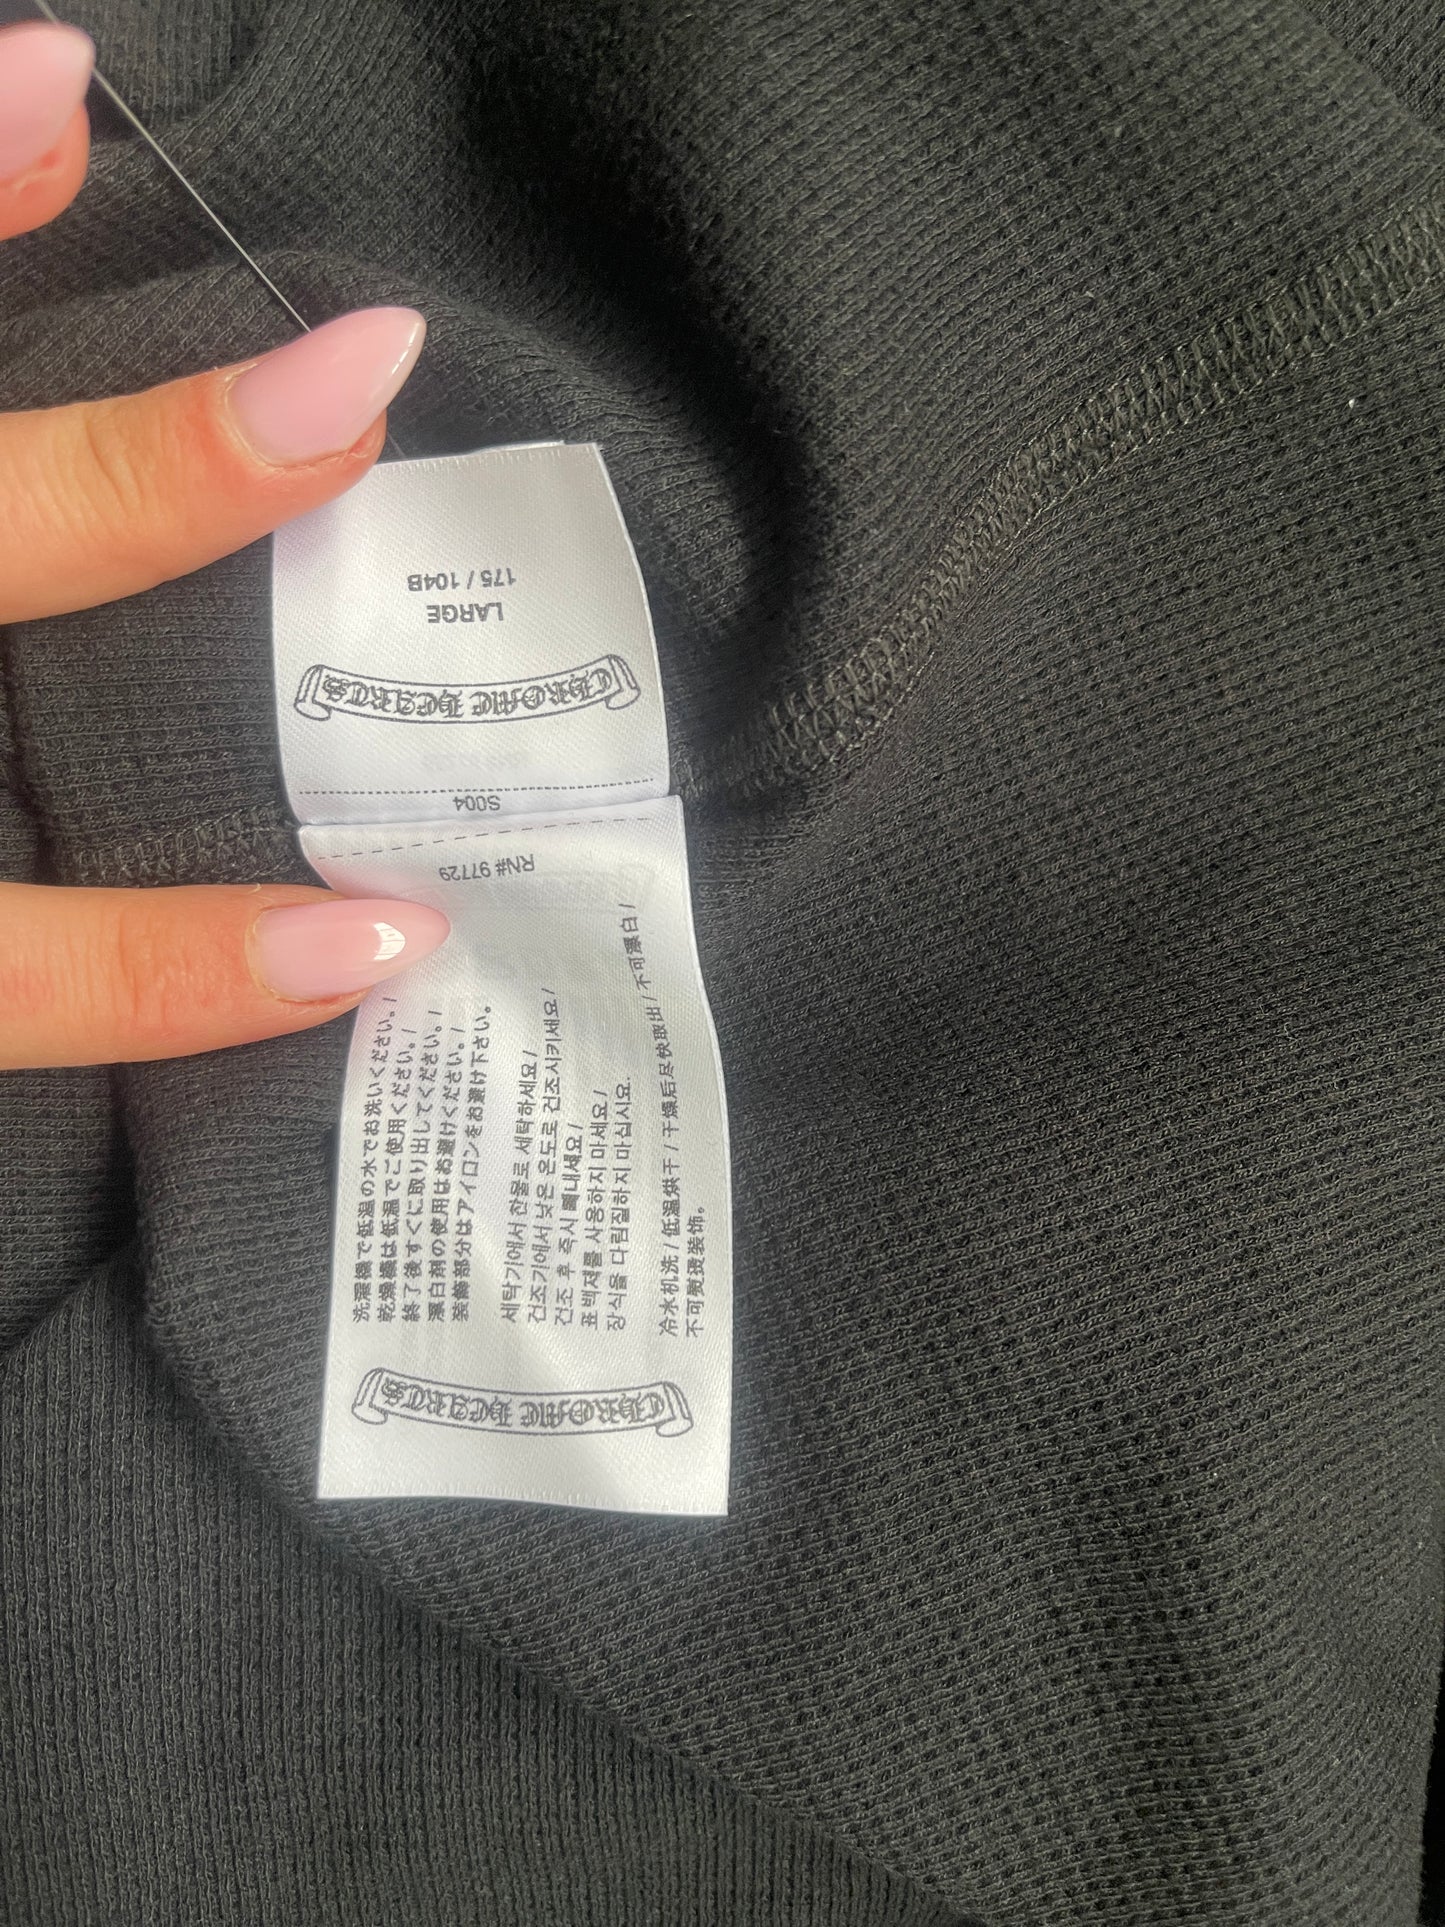 175 / 104B
LARGE
CHROME HEARTS
S004
RN# 97729
洗濯機で低温の水でお洗いください。/
乾燥機は低温でご使用ください。/
終了後すぐに取り出してください。/
漂白剤の使用はお避けください。/
装飾部分はアイロンをお避け下さい。
세탁기에서 찬물로 세탁하세요/
건조기에서 낮은 온도로 건조시키세요/
건조 후 즉시 빼내세요/
표백제를 사용하지 마세요/
장식을 다림질하지 마십시요.
冷水机洗 / 低温烘干 / 干燥后尽快取出 / 不可漂白 /
不可熨烫装饰。
CHROME HEARTS